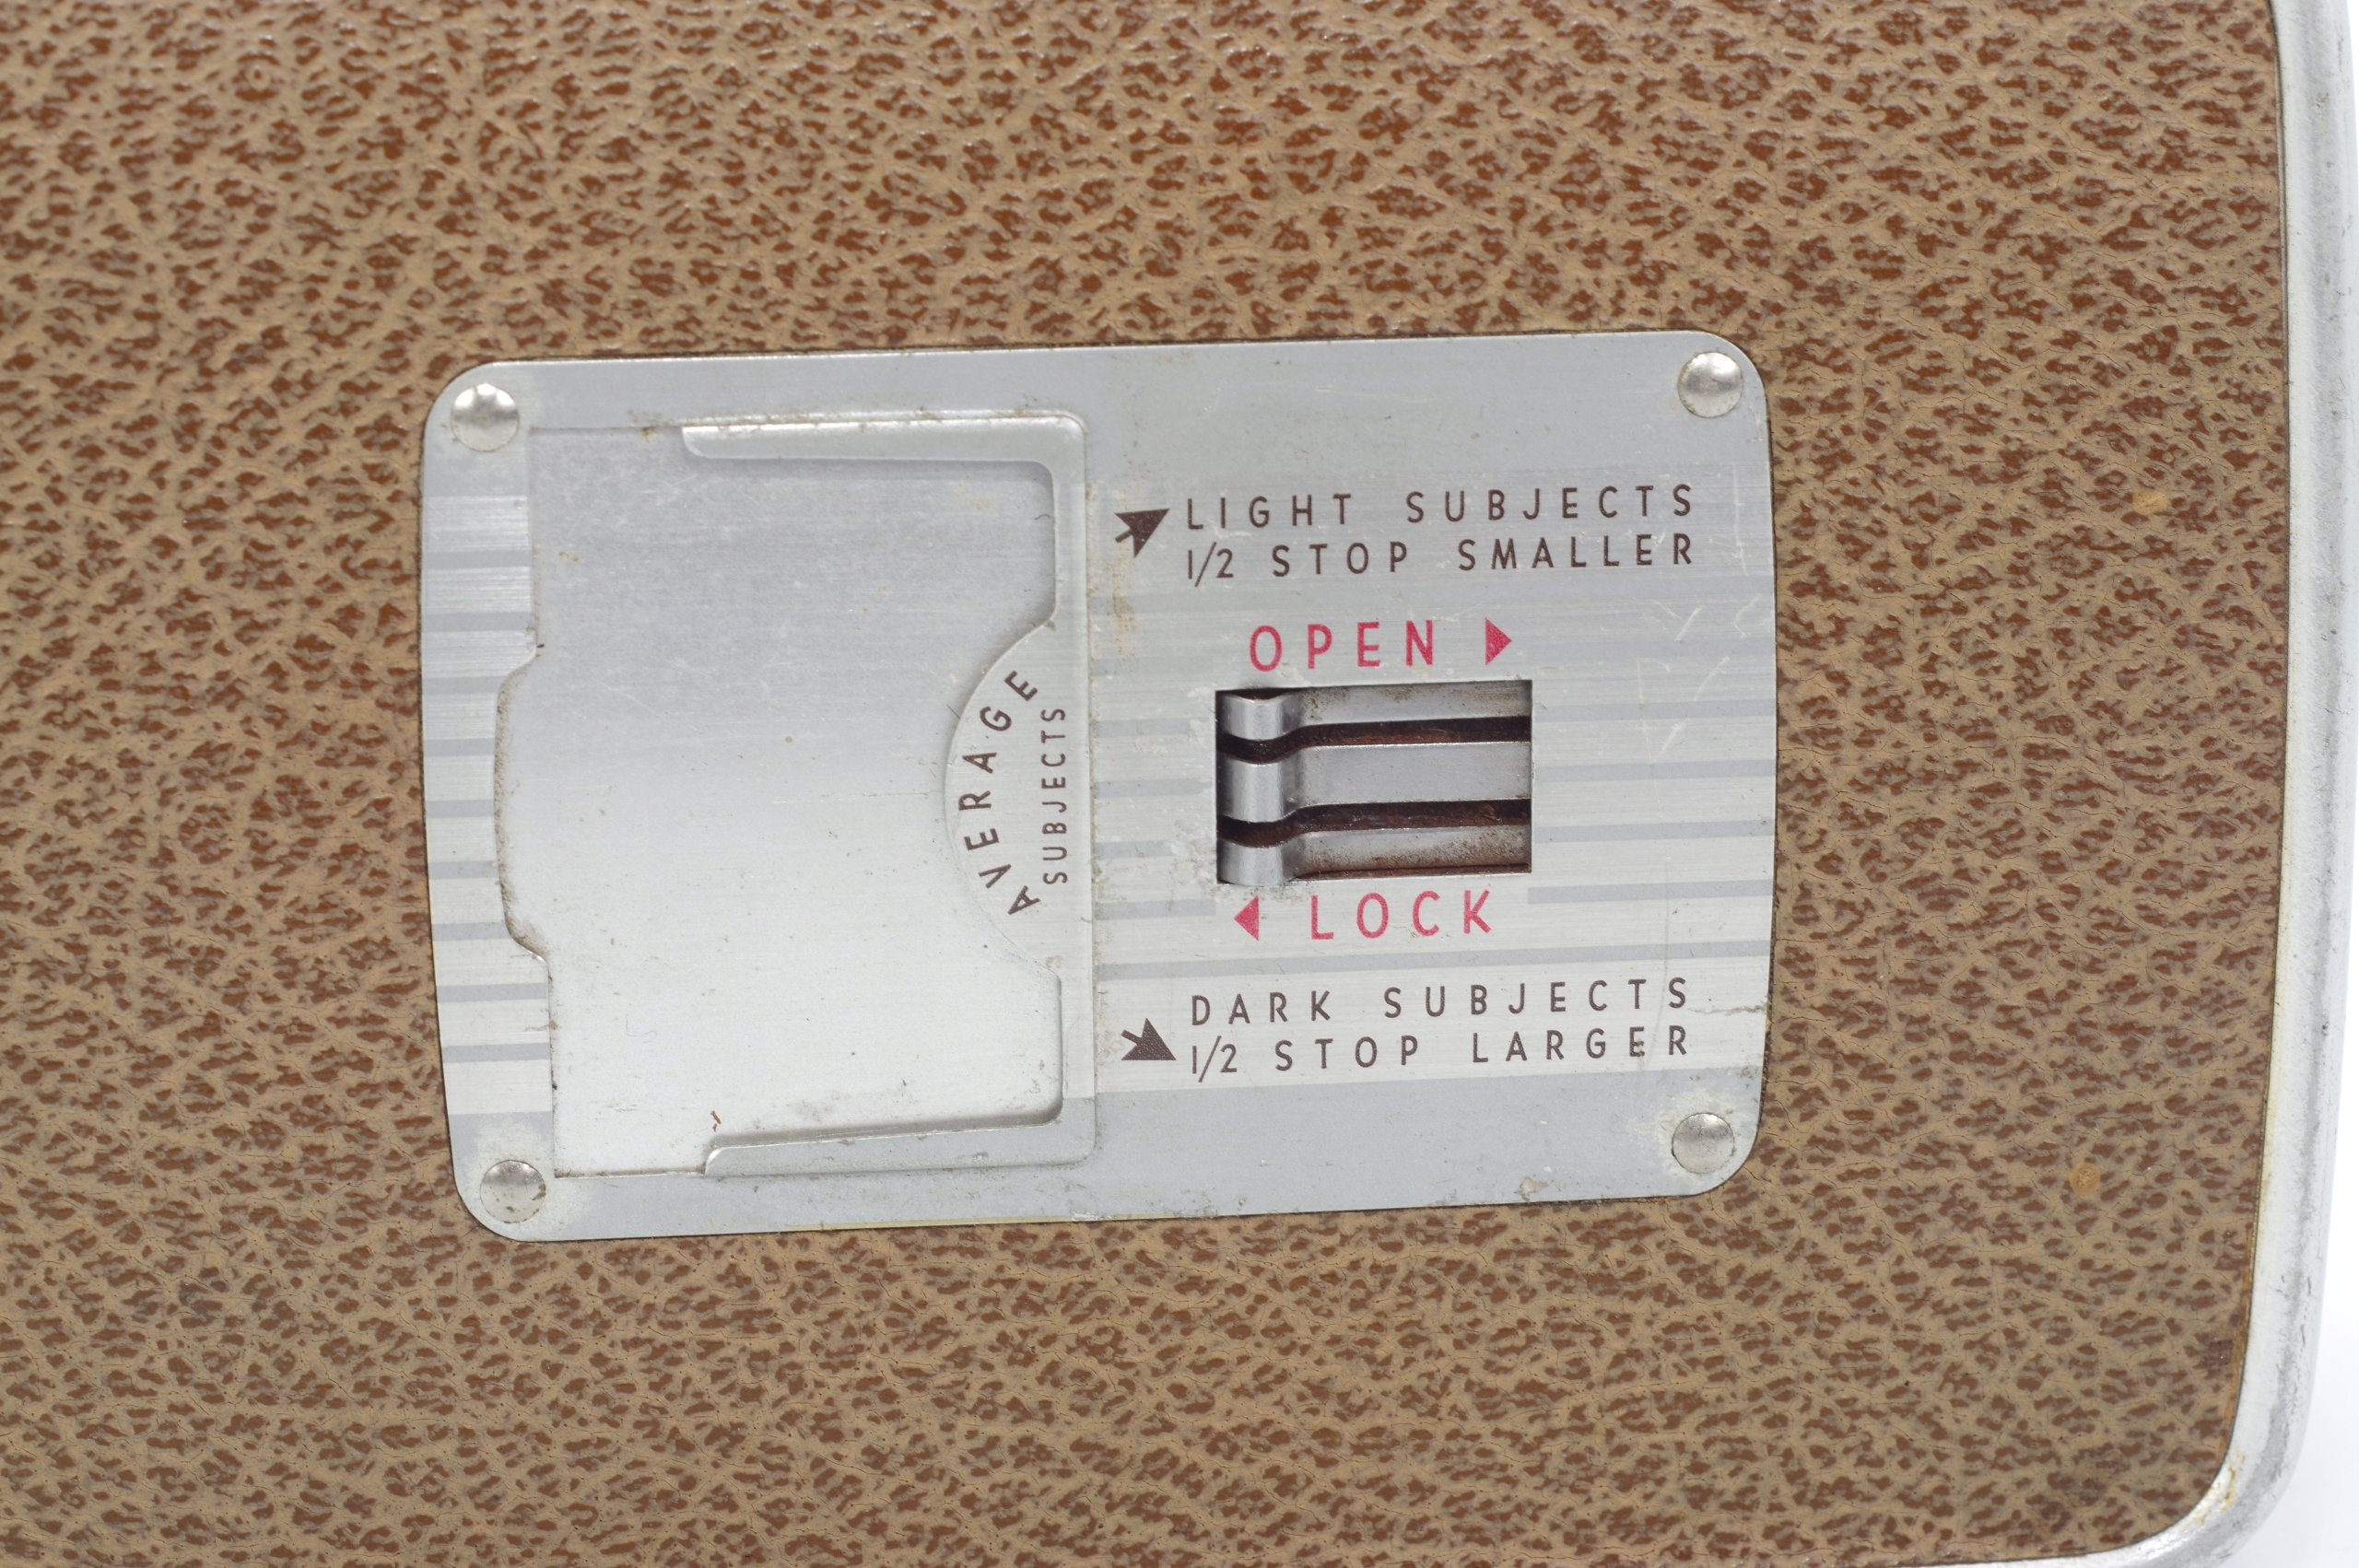 LIGHT SUBJECTS
1/2 STOP SMALLER
OPEN
AVERAGE
SUBJECTS
LOCK
DARK SUBJECTS
1/2 STOP LARGER